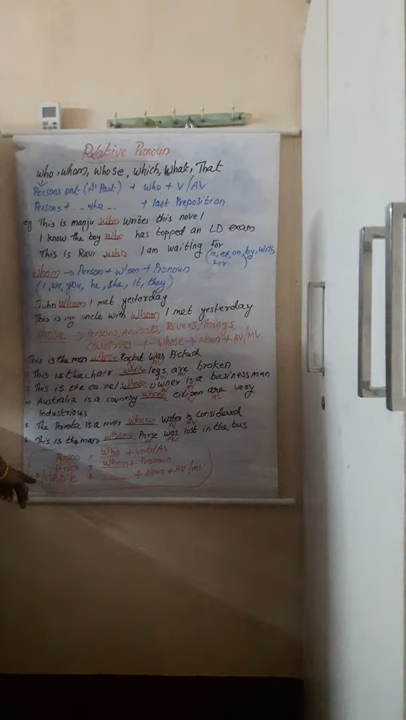 Relative Pronoun
who, whom, whose, which, what, That
Persons + who + V/AV
Persons + who + last Preposition
eg This is manju who writes this novel
I know the boy who has topped an LD exam
This is Ravi who I am waiting for
Whom -> Person + Whom + Pronoun
(I, we, you, he, she, it, they)
John Whom I met yesterday
This is my uncle with Whom I met yesterday
Whose -> Persons, Animals, Rivers, Things,
Countries + Whose + Noun + AV/MV
This is the man whose Pocket was Picked
This is the chair whose legs are broken
This is the camel whose owner is a businessman
Australia is a country whose citizen are very
Industrious
The is a river whose water is considered
This is the man whose Purse was lost in the bus
Person + Who + verb/AV
Whom + Pronoun
+ Noun + AV/MV